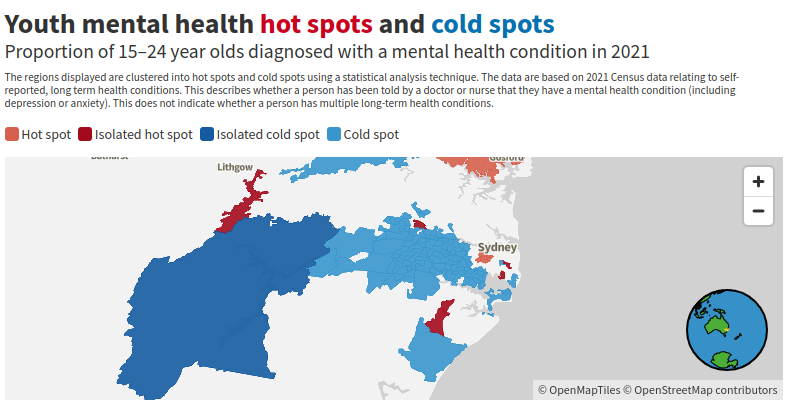 Youth mental health hot spots and cold spots
Proportion of 15–24 year olds diagnosed with a mental health condition in 2021
The regions displayed are clustered into hot spots and cold spots using a statistical analysis technique. The data are based on 2021 Census data relating to self-
reported, long term health conditions. This describes whether a person has been told by a doctor or nurse that they have a mental health condition (including
depression or anxiety). This does not indicate whether a person has multiple long-term health conditions.
Hot spot Isolated hot spot Isolated cold spot Cold spot
Bathurst
Gosford
Lithgow
+
−
Sydney
© OpenMapTiles © OpenStreetMap contributors